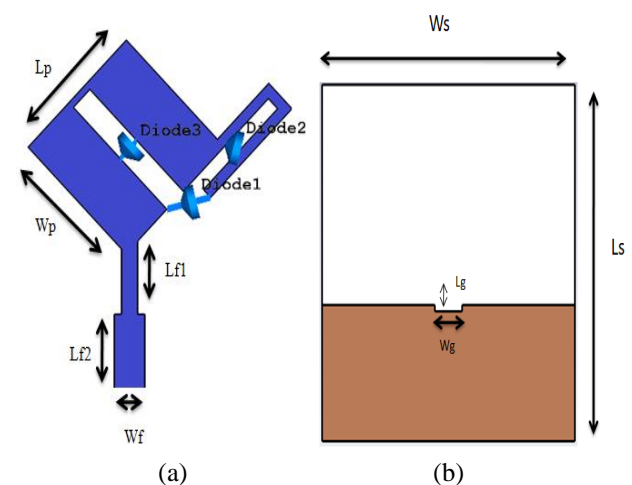 Lp
Diode3
Diode2
Diode1
Wp
Lf1
Lf2
Wf
(a)
Ws
Ls
Lg
Wg
(b)